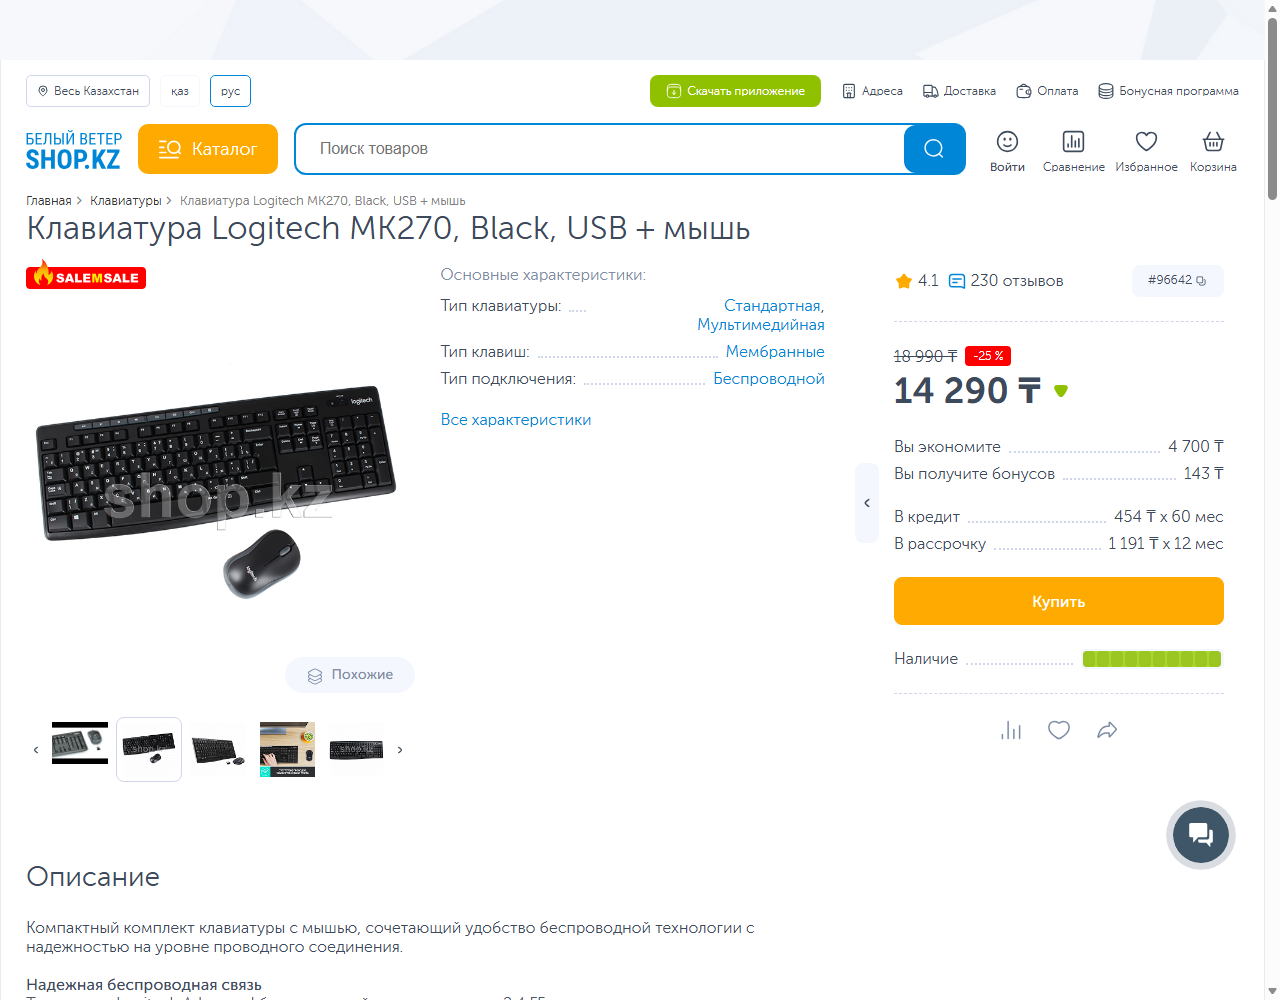 Весь Казахстан
қаз
рус
Скачать приложение
Адреса
Доставка
Оплата
Бонусная программа
БЕЛЫЙ ВЕТЕР
SHOP.KZ
Каталог
Поиск товаров
Войти
Сравнение
Избранное
Корзина
Главная > Клавиатуры > Клавиатура Logitech MK270, Black, USB + мышь
Клавиатура Logitech MK270, Black, USB + мышь
SALEMSALE
logitech
shop.kz
logitech
Похожие
Основные характеристики:
Тип клавиатуры: Стандартная, 
Мультимедийная
Тип клавиш: Мембранные
Тип подключения: Беспроводной
Все характеристики
4.1
230 отзывов
#96642
18 990 ₸
-25 %
14 290 ₸
Вы экономите 4 700 ₸
Вы получите бонусов 143 ₸
В кредит 454 ₸ x 60 мес
В рассрочку 1 191 ₸ x 12 мес
Купить
Наличие
Описание
Компактный комплект клавиатуры с мышью, сочетающий удобство беспроводной технологии с
надежностью на уровне проводного соединения.
Надежная беспроводная связь